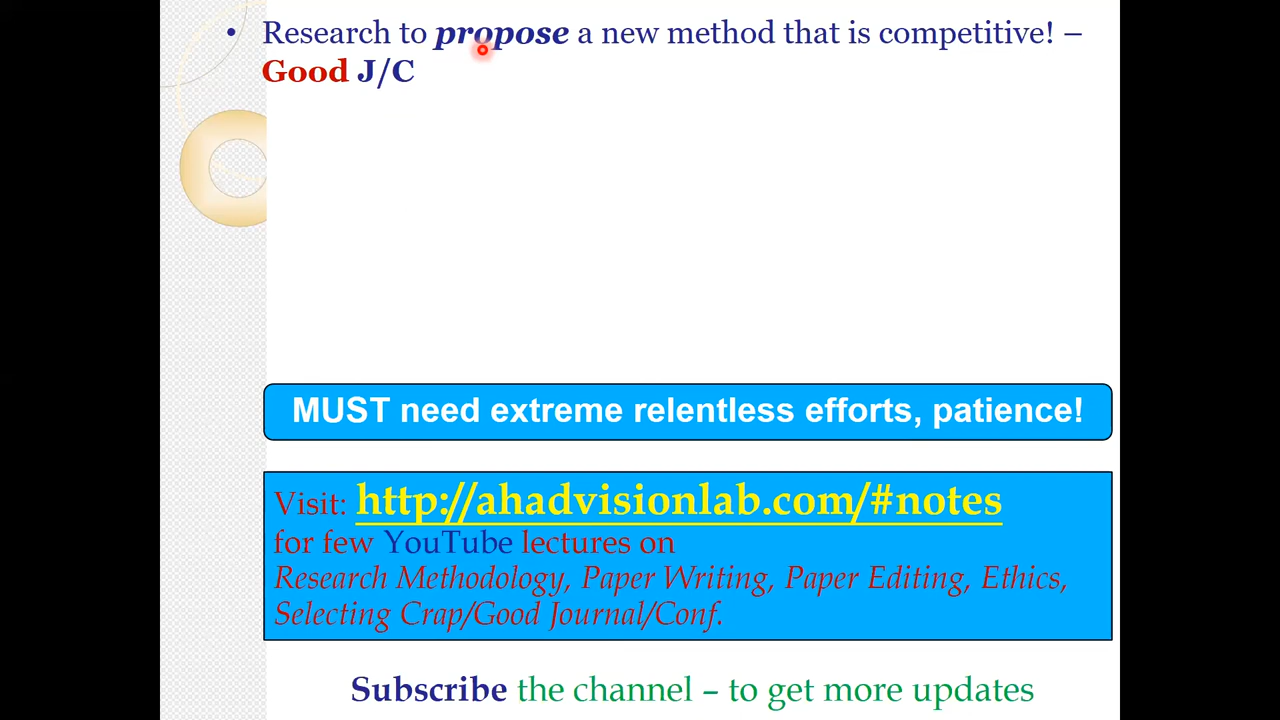 • Research to propose a new method that is competitive! –
Good J/C
MUST need extreme relentless efforts, patience!
Visit: http://ahadvisionlab.com/#notes
for few YouTube lectures on
Research Methodology, Paper Writing, Paper Editing, Ethics,
Selecting Crap/Good Journal/Conf.
Subscribe the channel – to get more updates